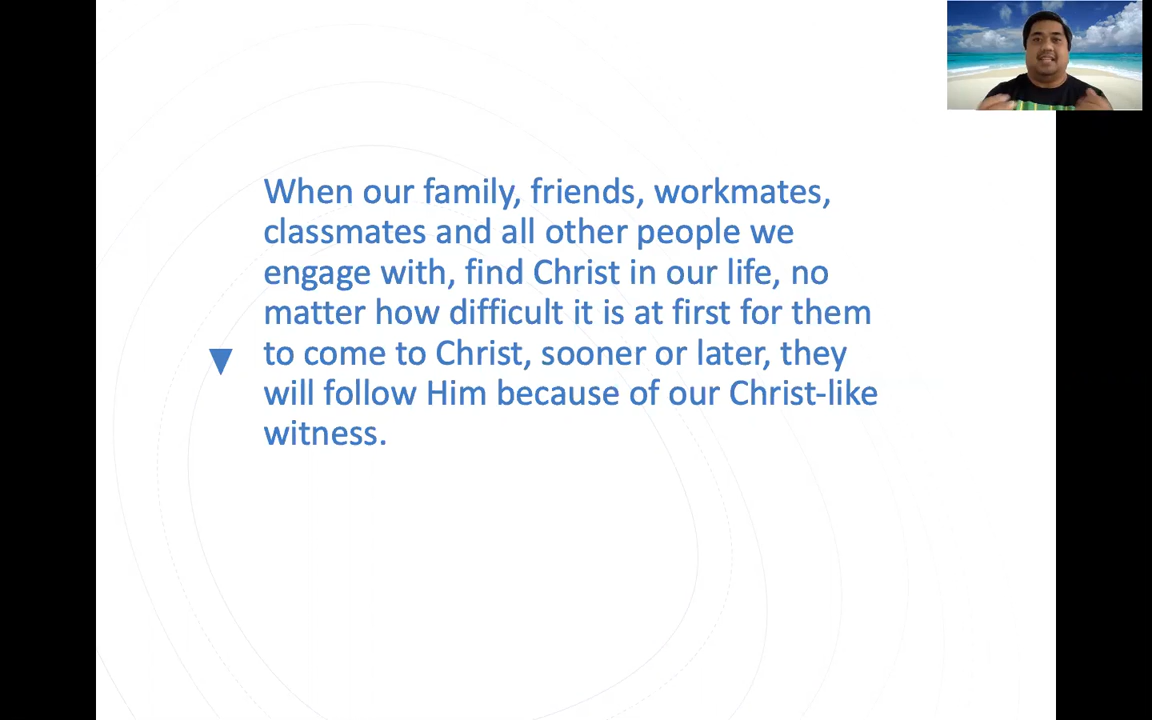 When our family, friends, workmates,
classmates and all other people we
engage with, find Christ in our life, no
matter how difficult it is at first for them
to come to Christ, sooner or later, they
will follow Him because of our Christ-like
witness.